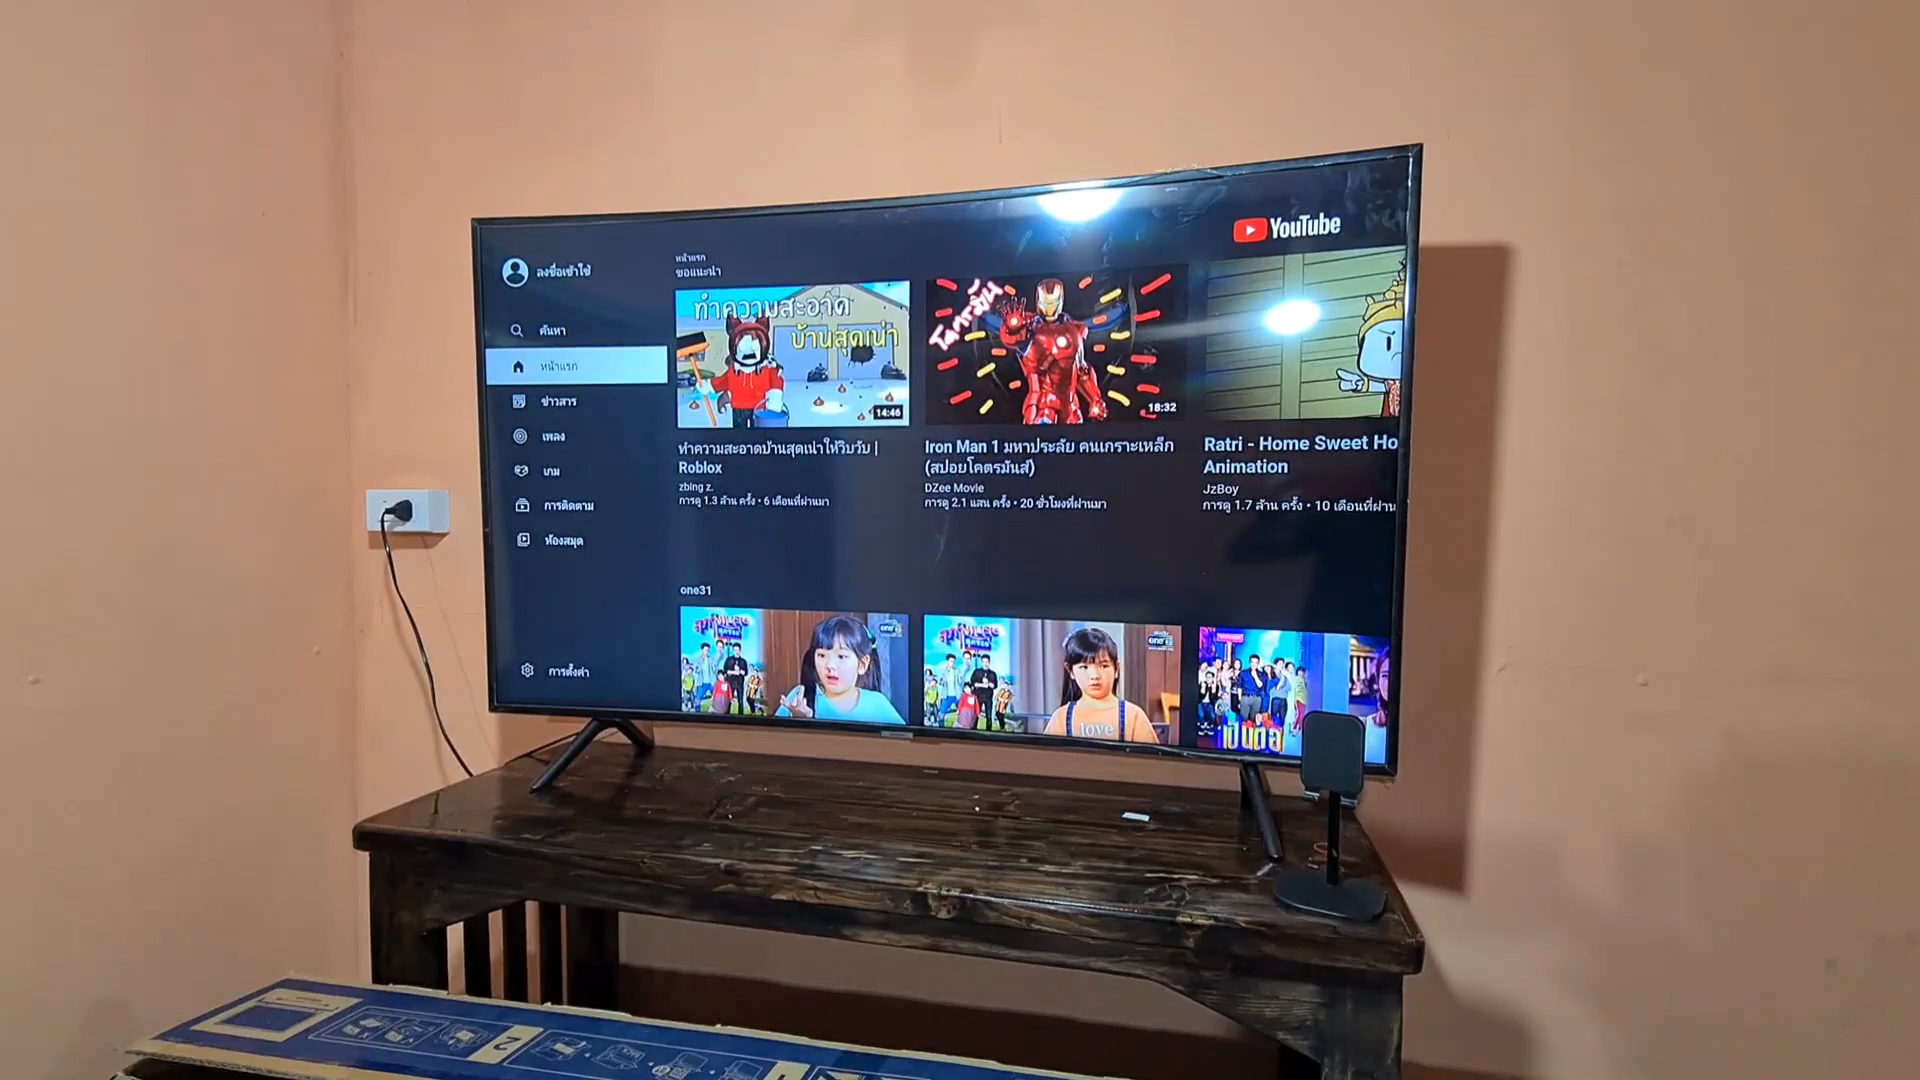 YouTube
ลงชื่อเข้าใช้
ค้นหา
หน้าแรก
ข่าวสาร
เพลง
เกม
การติดตาม
ห้องสมุด
การตั้งค่า
หน้าแรก
ขอแนะนำ
ทำความสะอาด
บ้านสุดเน่า
14:46
ทำความสะอาดบ้านสุดเน่าให้วิบวับ |
Roblox
zbing z.
การดู 1.3 ล้าน ครั้ง • 6 เดือนที่ผ่านมา
18:32
Iron Man 1 มหาประลัย คนเกราะเหล็ก
(สปอยโคตรมันส์)
DZee Movie
การดู 2.1 แสน ครั้ง • 20 ชั่วโมงที่ผ่านมา
Ratri - Home Sweet Ho
Animation
JzBoy
การดู 1.7 ล้าน ครั้ง • 10 เดือนที่ผ่าน
one31
one
one
love
เป็นต่อ
2
1